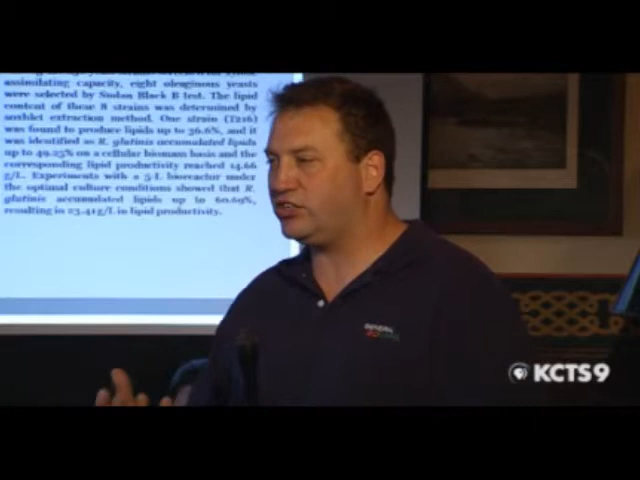 assimilating capacity, eight oleaginous yeasts
were selected by Sudan Black B test. The lipid
content of these 8 strains was determined by
soxhlet extraction method. One strain (T216)
was found to produce lipids up to 36.6%, and it
was identified as R. glutinis accumulated lipids
up to 49.25% on a cellular biomass basis and the
corresponding lipid productivity reached 14.66
g/L. Experiments with a 5-L bioreactor under
the optimal culture conditions showed that R.
glutinis accumulated lipids up to 60.69%,
resulting in 23.41g/L in lipid productivity.
KCTS9